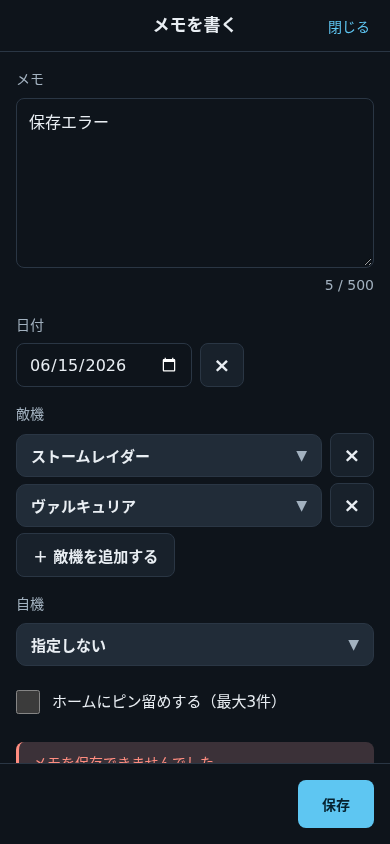 メモを書く
閉じる
メモ
保存エラー
5 / 500
日付
06/15/2026
×
敵機
ストームレイダー ▼
×
ヴァルキュリア ▼
×
＋ 敵機を追加する
自機
指定しない ▼
ホームにピン留めする（最大3件）
メモを保存できませんでした
保存